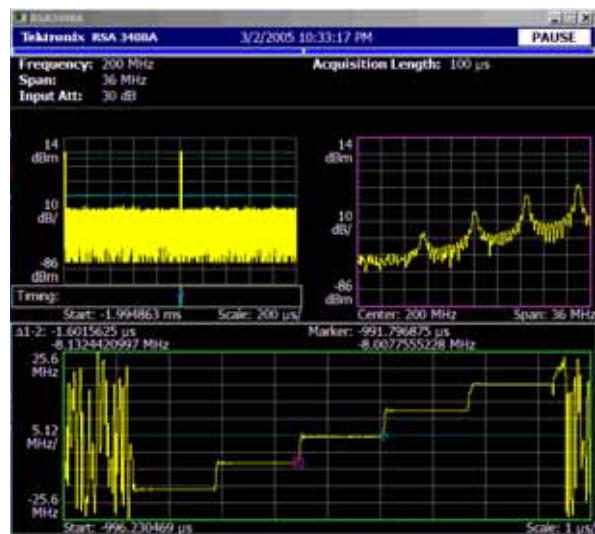 RSA3408A
Tektronix RSA 3408A 3/2/2005 10:33:17 PM PAUSE
Frequency: 200 MHz Acquisition Length: 100 µs
Span: 36 MHz
Input Att: 30 dB
14
dBm
10
dB/
-86
dBm
Timing:
Start: -1.994863 ms Scale: 200 µs/
14
dBm
10
dB/
-86
dBm
Center: 200 MHz Span: 36 MHz
Δ1-2: -1.6015625 µs Marker: -991.796875 µs
-8.1324420997 MHz -8.0077555228 MHz
25.6
MHz
5.12
MHz/
-25.6
MHz
Start: -996.230469 µs Scale: 1 µs/